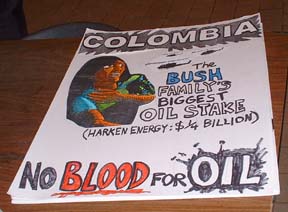 COLOMBIA
THE
BUSH
FAMILY'S
BIGGEST
OIL STAKE
(HARKEN ENERGY: $¼ BILLION)
NO BLOOD FOR OIL